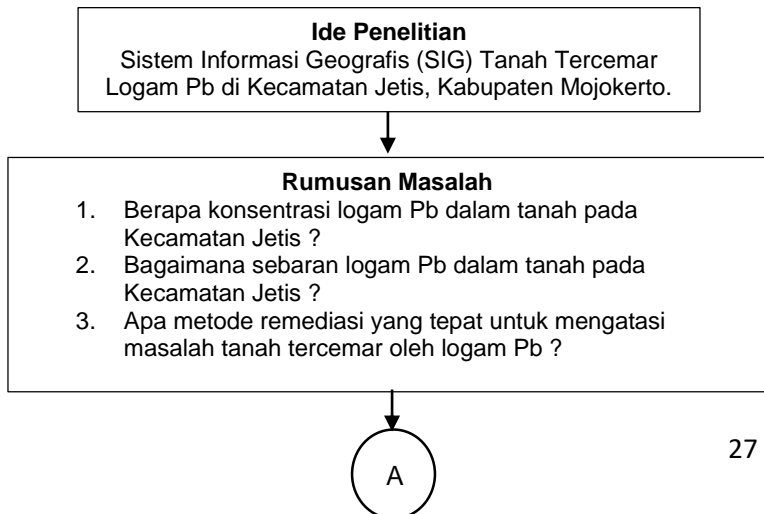 Ide Penelitian
Sistem Informasi Geografis (SIG) Tanah Tercemar
Logam Pb di Kecamatan Jetis, Kabupaten Mojokerto.
Rumusan Masalah
1. Berapa konsentrasi logam Pb dalam tanah pada
Kecamatan Jetis ?
2. Bagaimana sebaran logam Pb dalam tanah pada
Kecamatan Jetis ?
3. Apa metode remediasi yang tepat untuk mengatasi
masalah tanah tercemar oleh logam Pb ?
A
27